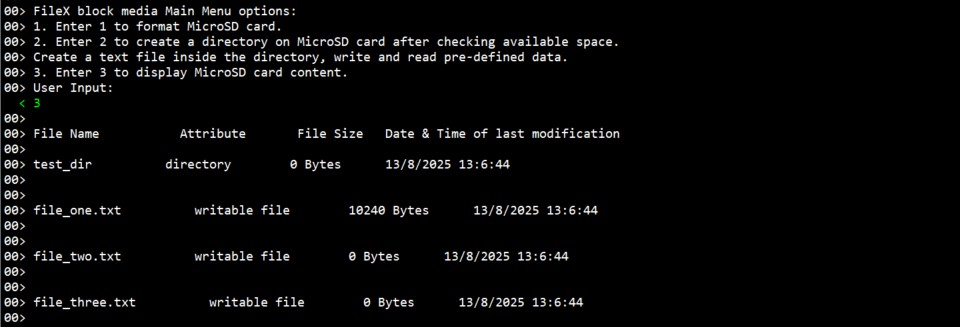 00> FileX block media Main Menu options:
00> 1. Enter 1 to format MicroSD card.
00> 2. Enter 2 to create a directory on MicroSD card after checking available space.
00> Create a text file inside the directory, write and read pre-defined data.
00> 3. Enter 3 to display MicroSD card content.
00> User Input:
< 3
00>
00> File Name Attribute File Size Date & Time of last modification
00>
00> test_dir directory 0 Bytes 13/8/2025 13:6:44
00>
00>
00> file_one.txt writable file 10240 Bytes 13/8/2025 13:6:44
00>
00>
00> file_two.txt writable file 0 Bytes 13/8/2025 13:6:44
00>
00>
00> file_three.txt writable file 0 Bytes 13/8/2025 13:6:44
00>